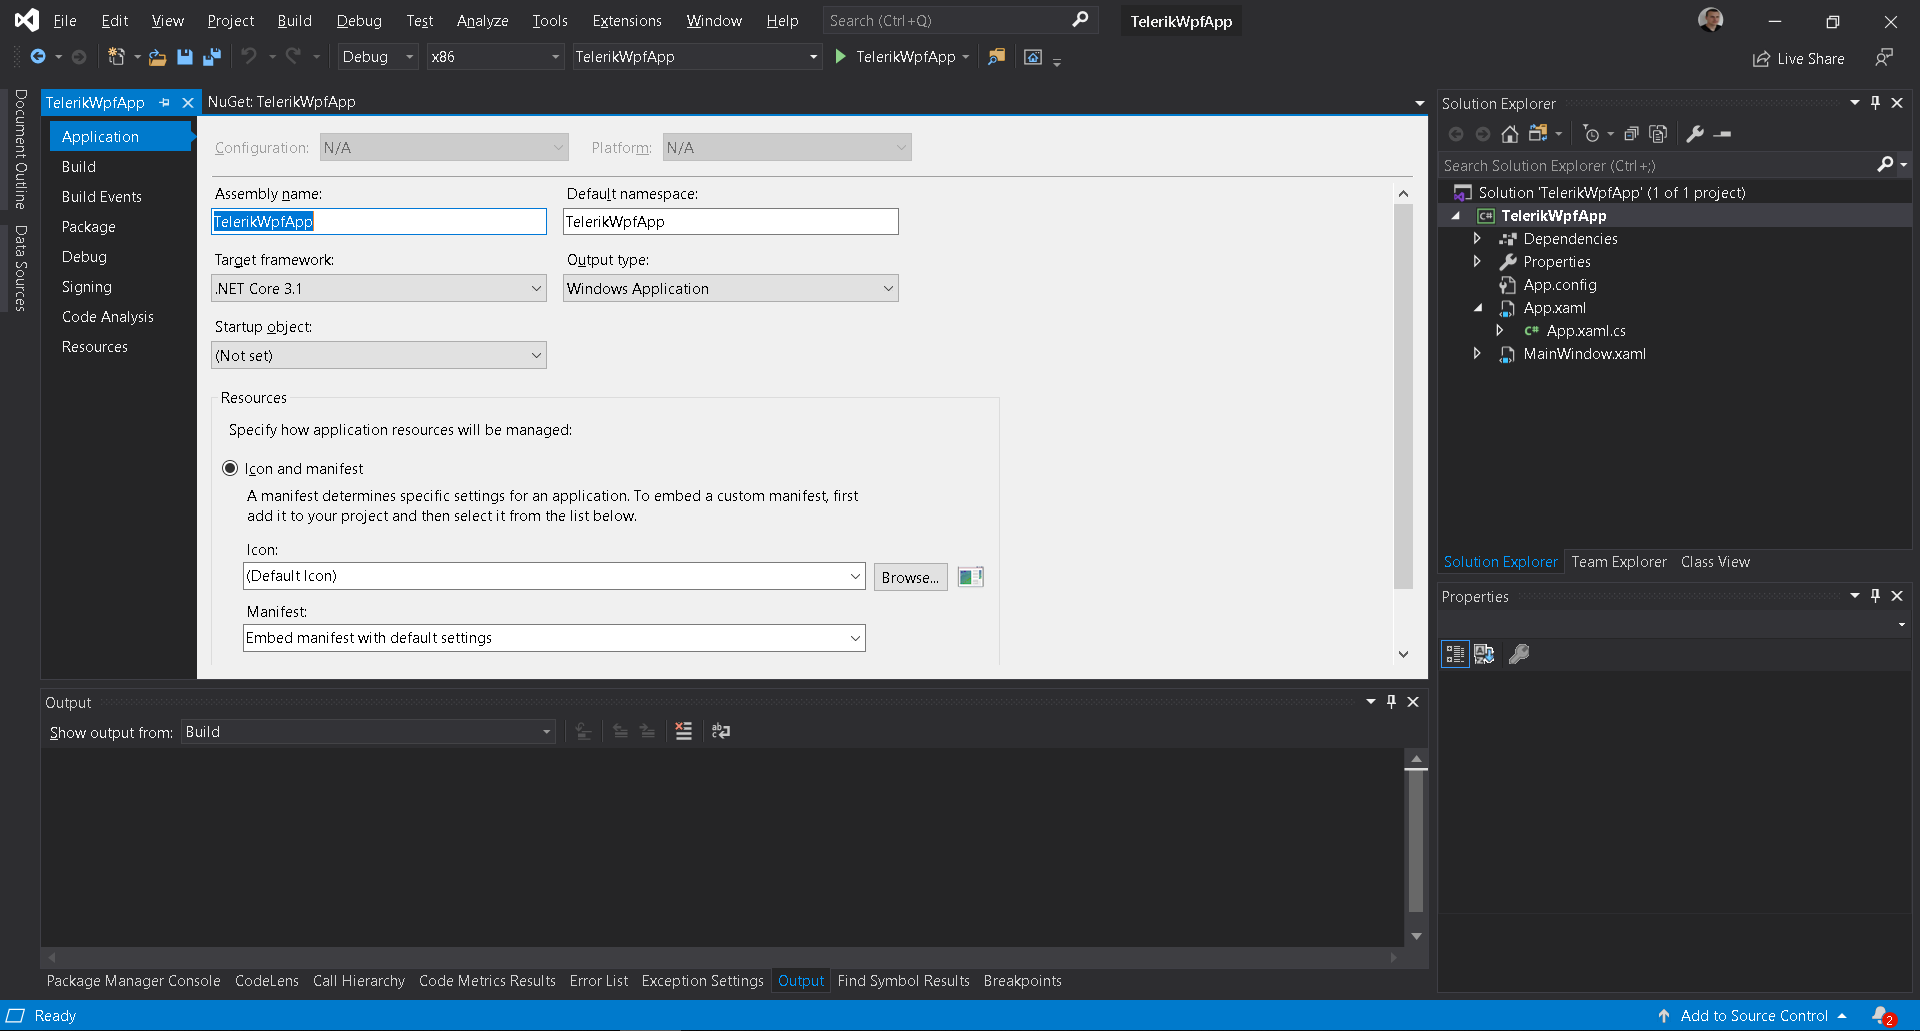 File Edit View Project Build Debug Test Analyze Tools Extensions Window Help Search (Ctrl+Q) TelerikWpfApp
Debug x86 TelerikWpfApp TelerikWpfApp Live Share
Document Outline
Data Sources
TelerikWpfApp NuGet: TelerikWpfApp
Application
Build
Build Events
Package
Debug
Signing
Code Analysis
Resources
Configuration: N/A Platform: N/A
Assembly name: Default namespace:
TelerikWpfApp TelerikWpfApp
Target framework: Output type:
.NET Core 3.1 Windows Application
Startup object:
(Not set)
Resources
Specify how application resources will be managed:
Icon and manifest
A manifest determines specific settings for an application. To embed a custom manifest, first
add it to your project and then select it from the list below.
Icon:
(Default Icon) Browse...
Manifest:
Embed manifest with default settings
Solution Explorer
Search Solution Explorer (Ctrl+;)
Solution 'TelerikWpfApp' (1 of 1 project)
C# TelerikWpfApp
Dependencies
Properties
App.config
App.xaml
C# App.xaml.cs
MainWindow.xaml
Solution Explorer Team Explorer Class View
Properties
Output
Show output from: Build
Package Manager Console CodeLens Call Hierarchy Code Metrics Results Error List Exception Settings Output Find Symbol Results Breakpoints
Ready Add to Source Control 2